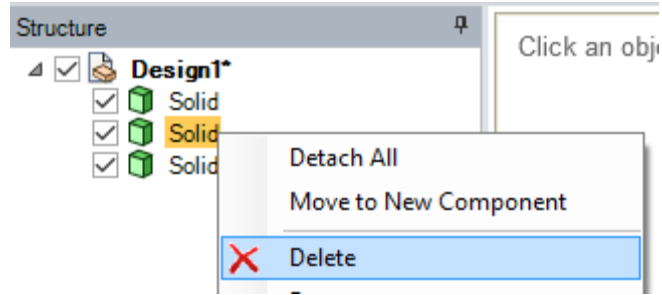 Structure
Click an obj
Design1*
Solid
Solid
Solid
Detach All
Move to New Component
Delete